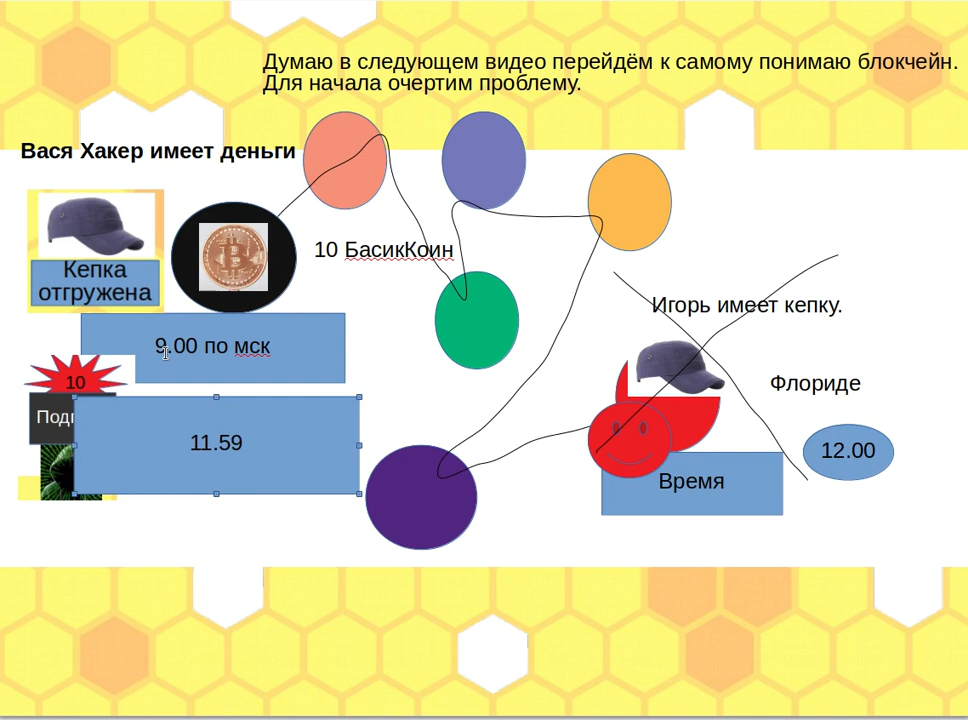 Думаю в следующем видео перейдём к самому понимаю блокчейн.
Для начала очертим проблему.
Вася Хакер имеет деньги
10 БасикКоин
Кепка
отгружена
Игорь имеет кепку.
9.00 по мск
10
Флориде
11.59
12.00
Время